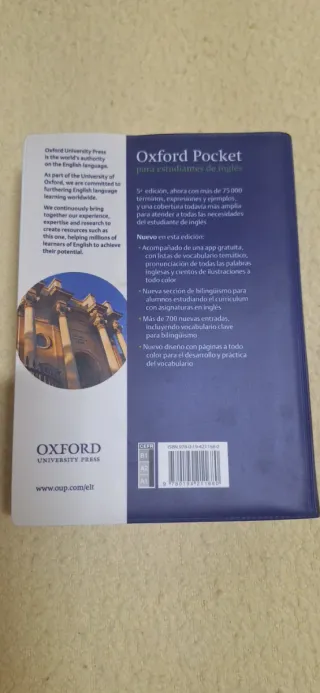 Oxford University Press
is the world's authority
on the English language.
As part of the University of
Oxford, we are committed to
furthering English language
learning worldwide.
We continuously bring
together our experience,
expertise and research to
create resources such as
this one, helping millions of
learners of English to achieve
their potential.
OXFORD
UNIVERSITY PRESS
www.oup.com/elt
Oxford Pocket
para estudiantes de inglés
5ª edición, ahora con más de 75 000
términos, expresiones y ejemplos,
y una cobertura todavía más amplia
para atender a todas las necesidades
del estudiante de inglés
Nuevo en esta edición:
• Acompañado de una app gratuita,
con listas de vocabulario temático,
pronunciación de todas las palabras
inglesas y cientos de ilustraciones a
todo color
• Nueva sección de bilingüismo para
alumnos estudiando el currículum
con asignaturas en inglés
• Más de 700 nuevas entradas,
incluyendo vocabulario clave
para bilingüismo
• Nuevo diseño con páginas a todo
color para el desarrollo y práctica
del vocabulario
CEFR
B1
A2